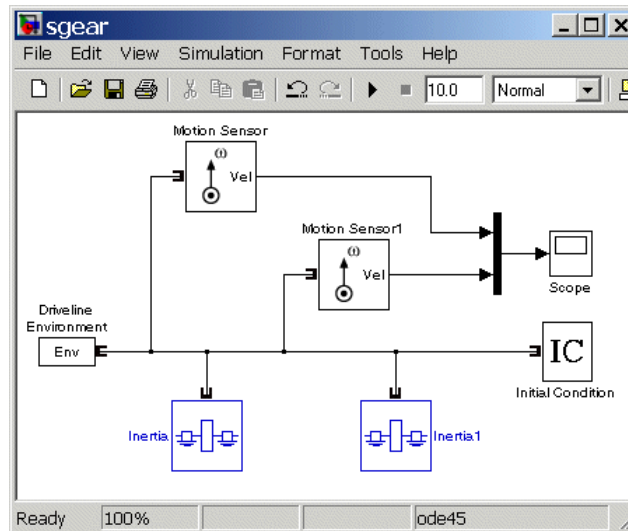 sgear
File Edit View Simulation Format Tools Help
10.0 Normal
Motion Sensor
ω
Vel
Motion Sensor1
ω
Vel
Scope
Driveline
Environment
Env
IC
Initial Condition
Inertia
Inertia1
Ready 100% ode45